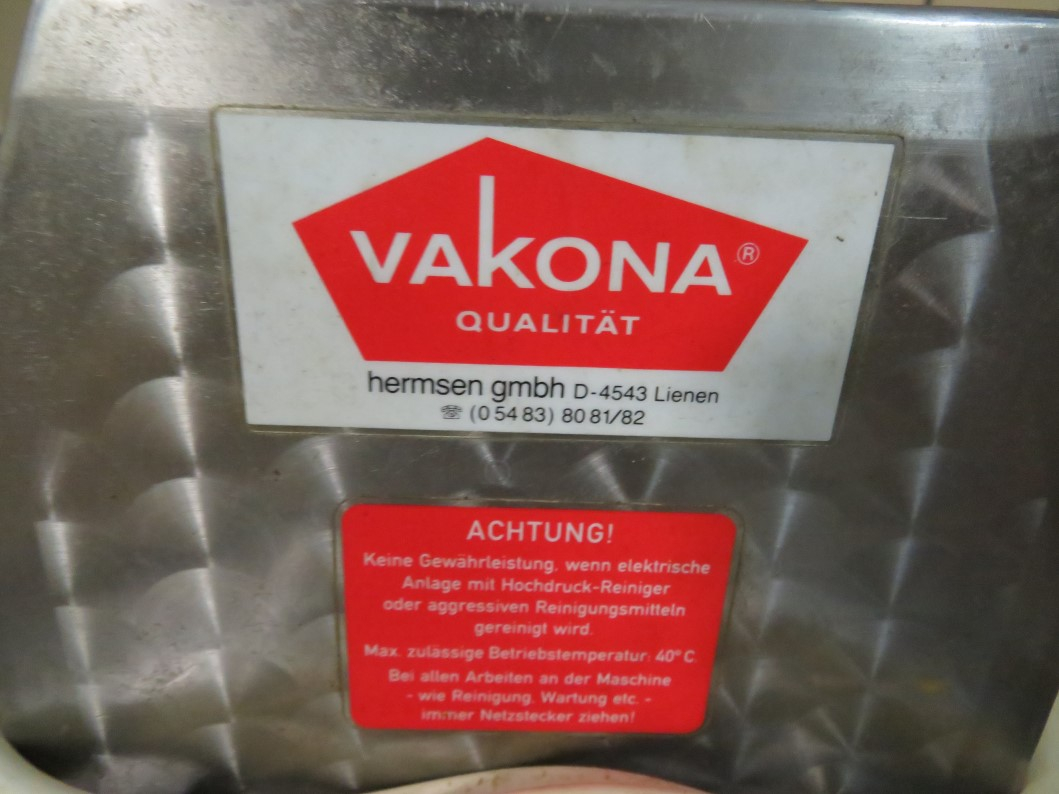 VAKONA®
QUALITÄT
hermsen gmbh D-4543 Lienen
☏ (0 54 83) 80 81/82
ACHTUNG!
Keine Gewährleistung, wenn elektrische
Anlage mit Hochdruck-Reiniger
oder aggressiven Reinigungsmitteln
gereinigt wird.
Max. zulässige Betriebstemperatur: 40° C.
Bei allen Arbeiten an der Maschine
- wie Reinigung, Wartung etc. -
immer Netzstecker ziehen!